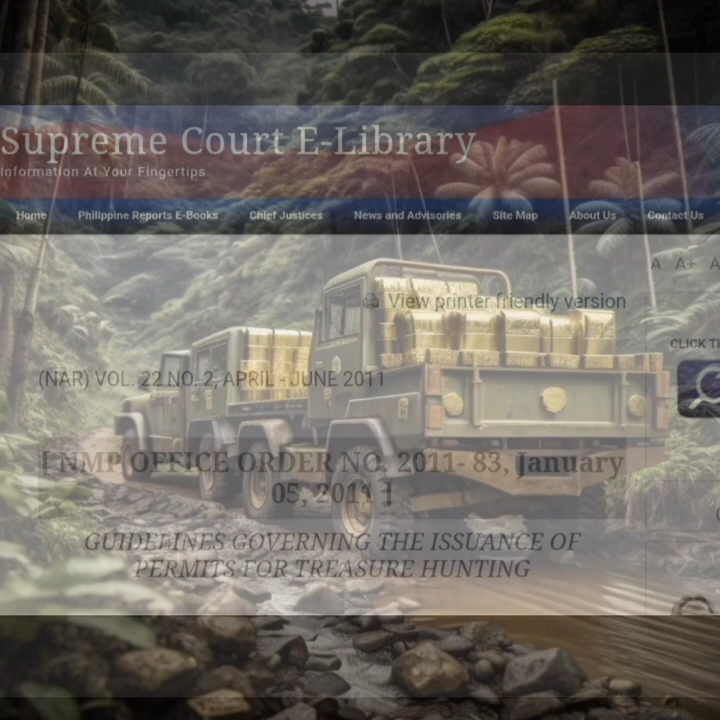 Supreme Court E-Library
Information At Your Fingertips
Home Philippine Reports E-Books Chief Justices News and Advisories Site Map About Us Contact Us
A A+ A
View printer friendly version
CLICK
(NAR) VOL. 22 NO. 2, APRIL - JUNE 2011
[ NMP OFFICE ORDER NO. 2011- 83, January
05, 2011 ]
GUIDELINES GOVERNING THE ISSUANCE OF
PERMITS FOR TREASURE HUNTING